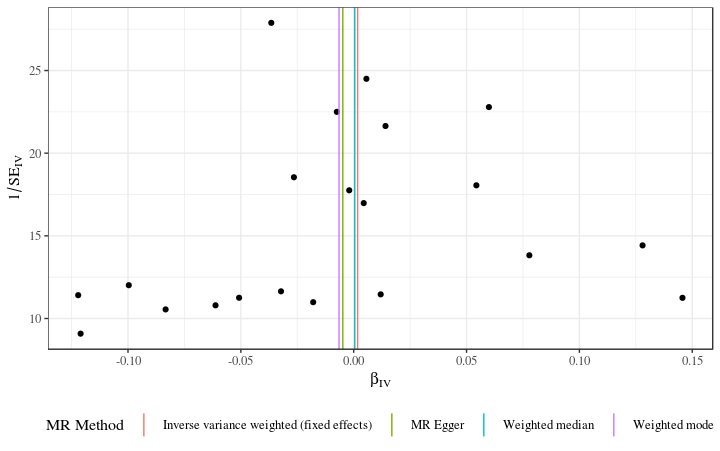 1/SE_IV
25
20
15
10
-0.10 -0.05 0.00 0.05 0.10 0.15
β_IV
MR Method Inverse variance weighted (fixed effects) MR Egger Weighted median Weighted mode